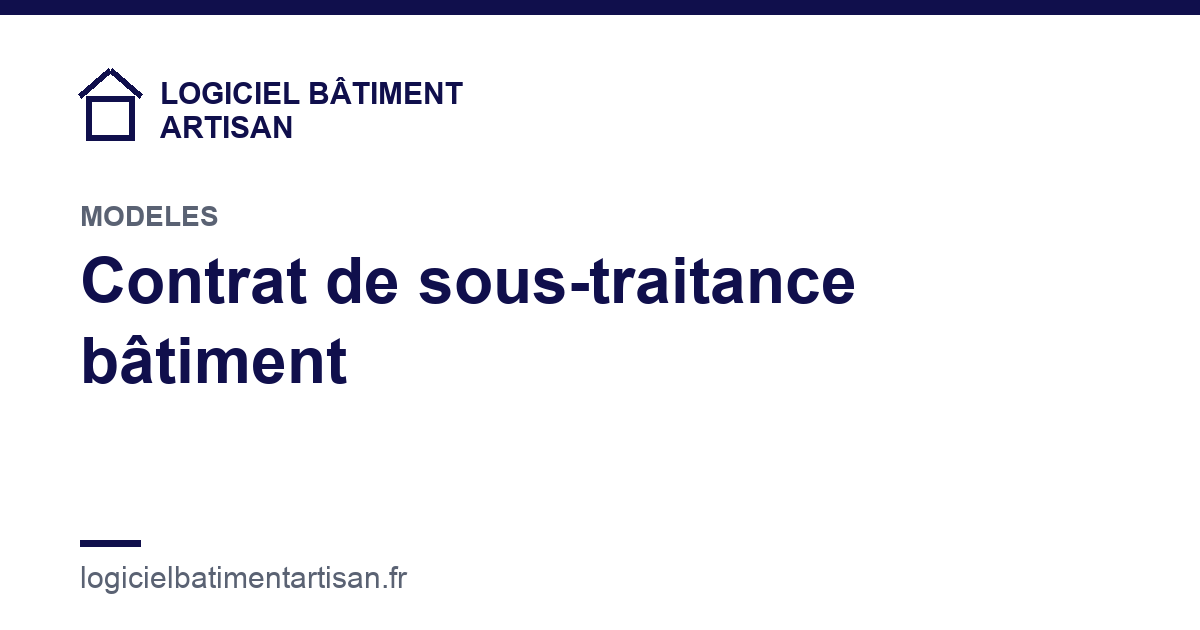 LOGICIEL BÂTIMENT
ARTISAN
MODELES
Contrat de sous-traitance
bâtiment
logicielbatimentartisan.fr